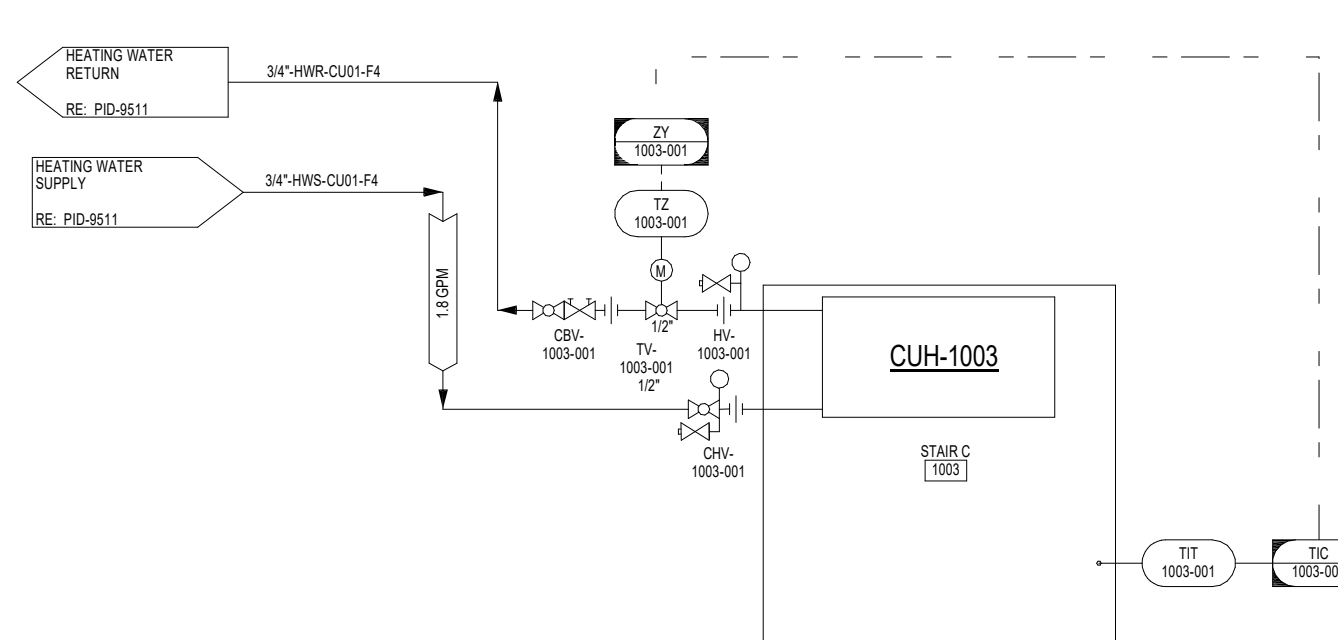 HEATING WATER
RETURN
RE: PID-9511
3/4"-HWR-CU01-F4
HEATING WATER
SUPPLY
RE: PID-9511
3/4"-HWS-CU01-F4
1.8 GPM
ZY
1003-001
TZ
1003-001
M
1/2"
CBV-
1003-001
TV-
1003-001
1/2"
HV-
1003-001
CHV-
1003-001
CUH-1003
STAIR C
1003
TIT
1003-001
TIC
1003-00